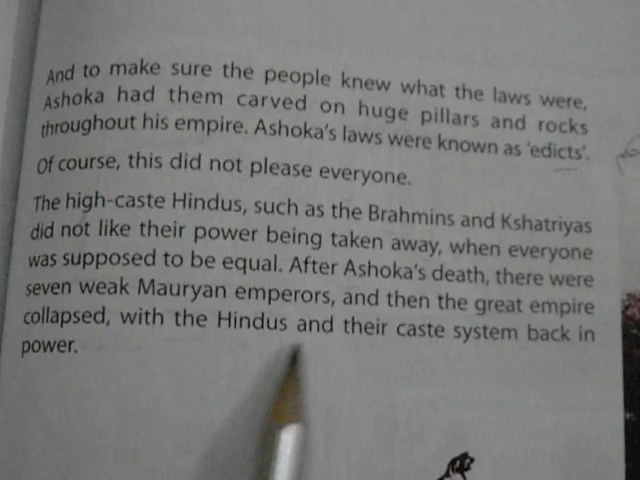 And to make sure the people knew what the laws were,
Ashoka had them carved on huge pillars and rocks
throughout his empire. Ashoka's laws were known as 'edicts'.
Of course, this did not please everyone.
The high-caste Hindus, such as the Brahmins and Kshatriyas
did not like their power being taken away, when everyone
was supposed to be equal. After Ashoka's death, there were
seven weak Mauryan emperors, and then the great empire
collapsed, with the Hindus and their caste system back in
power.